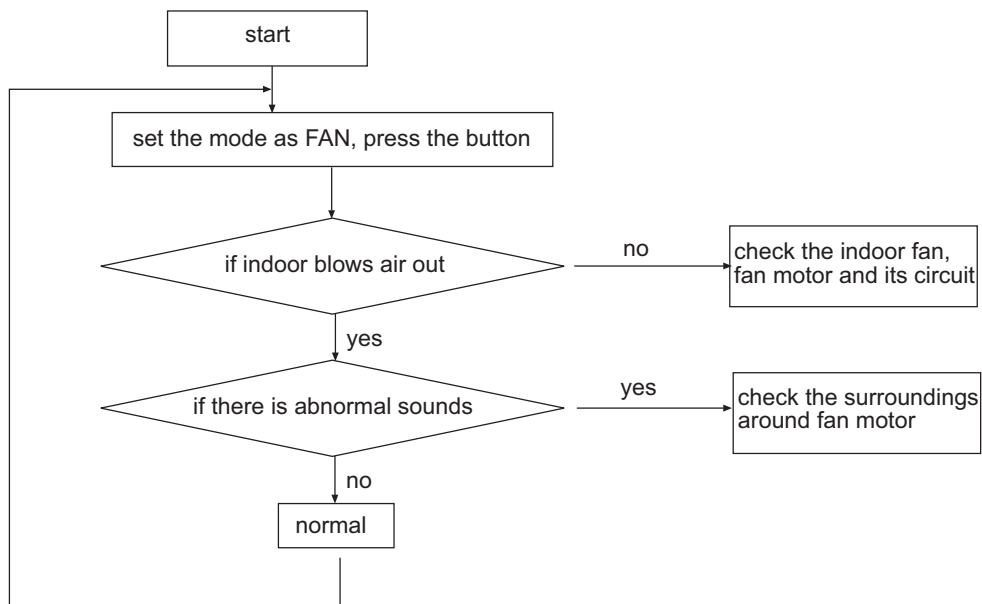 start
set the mode as FAN, press the button
if indoor blows air out
no
check the indoor fan,
fan motor and its circuit
yes
if there is abnormal sounds
yes
check the surroundings
around fan motor
no
normal